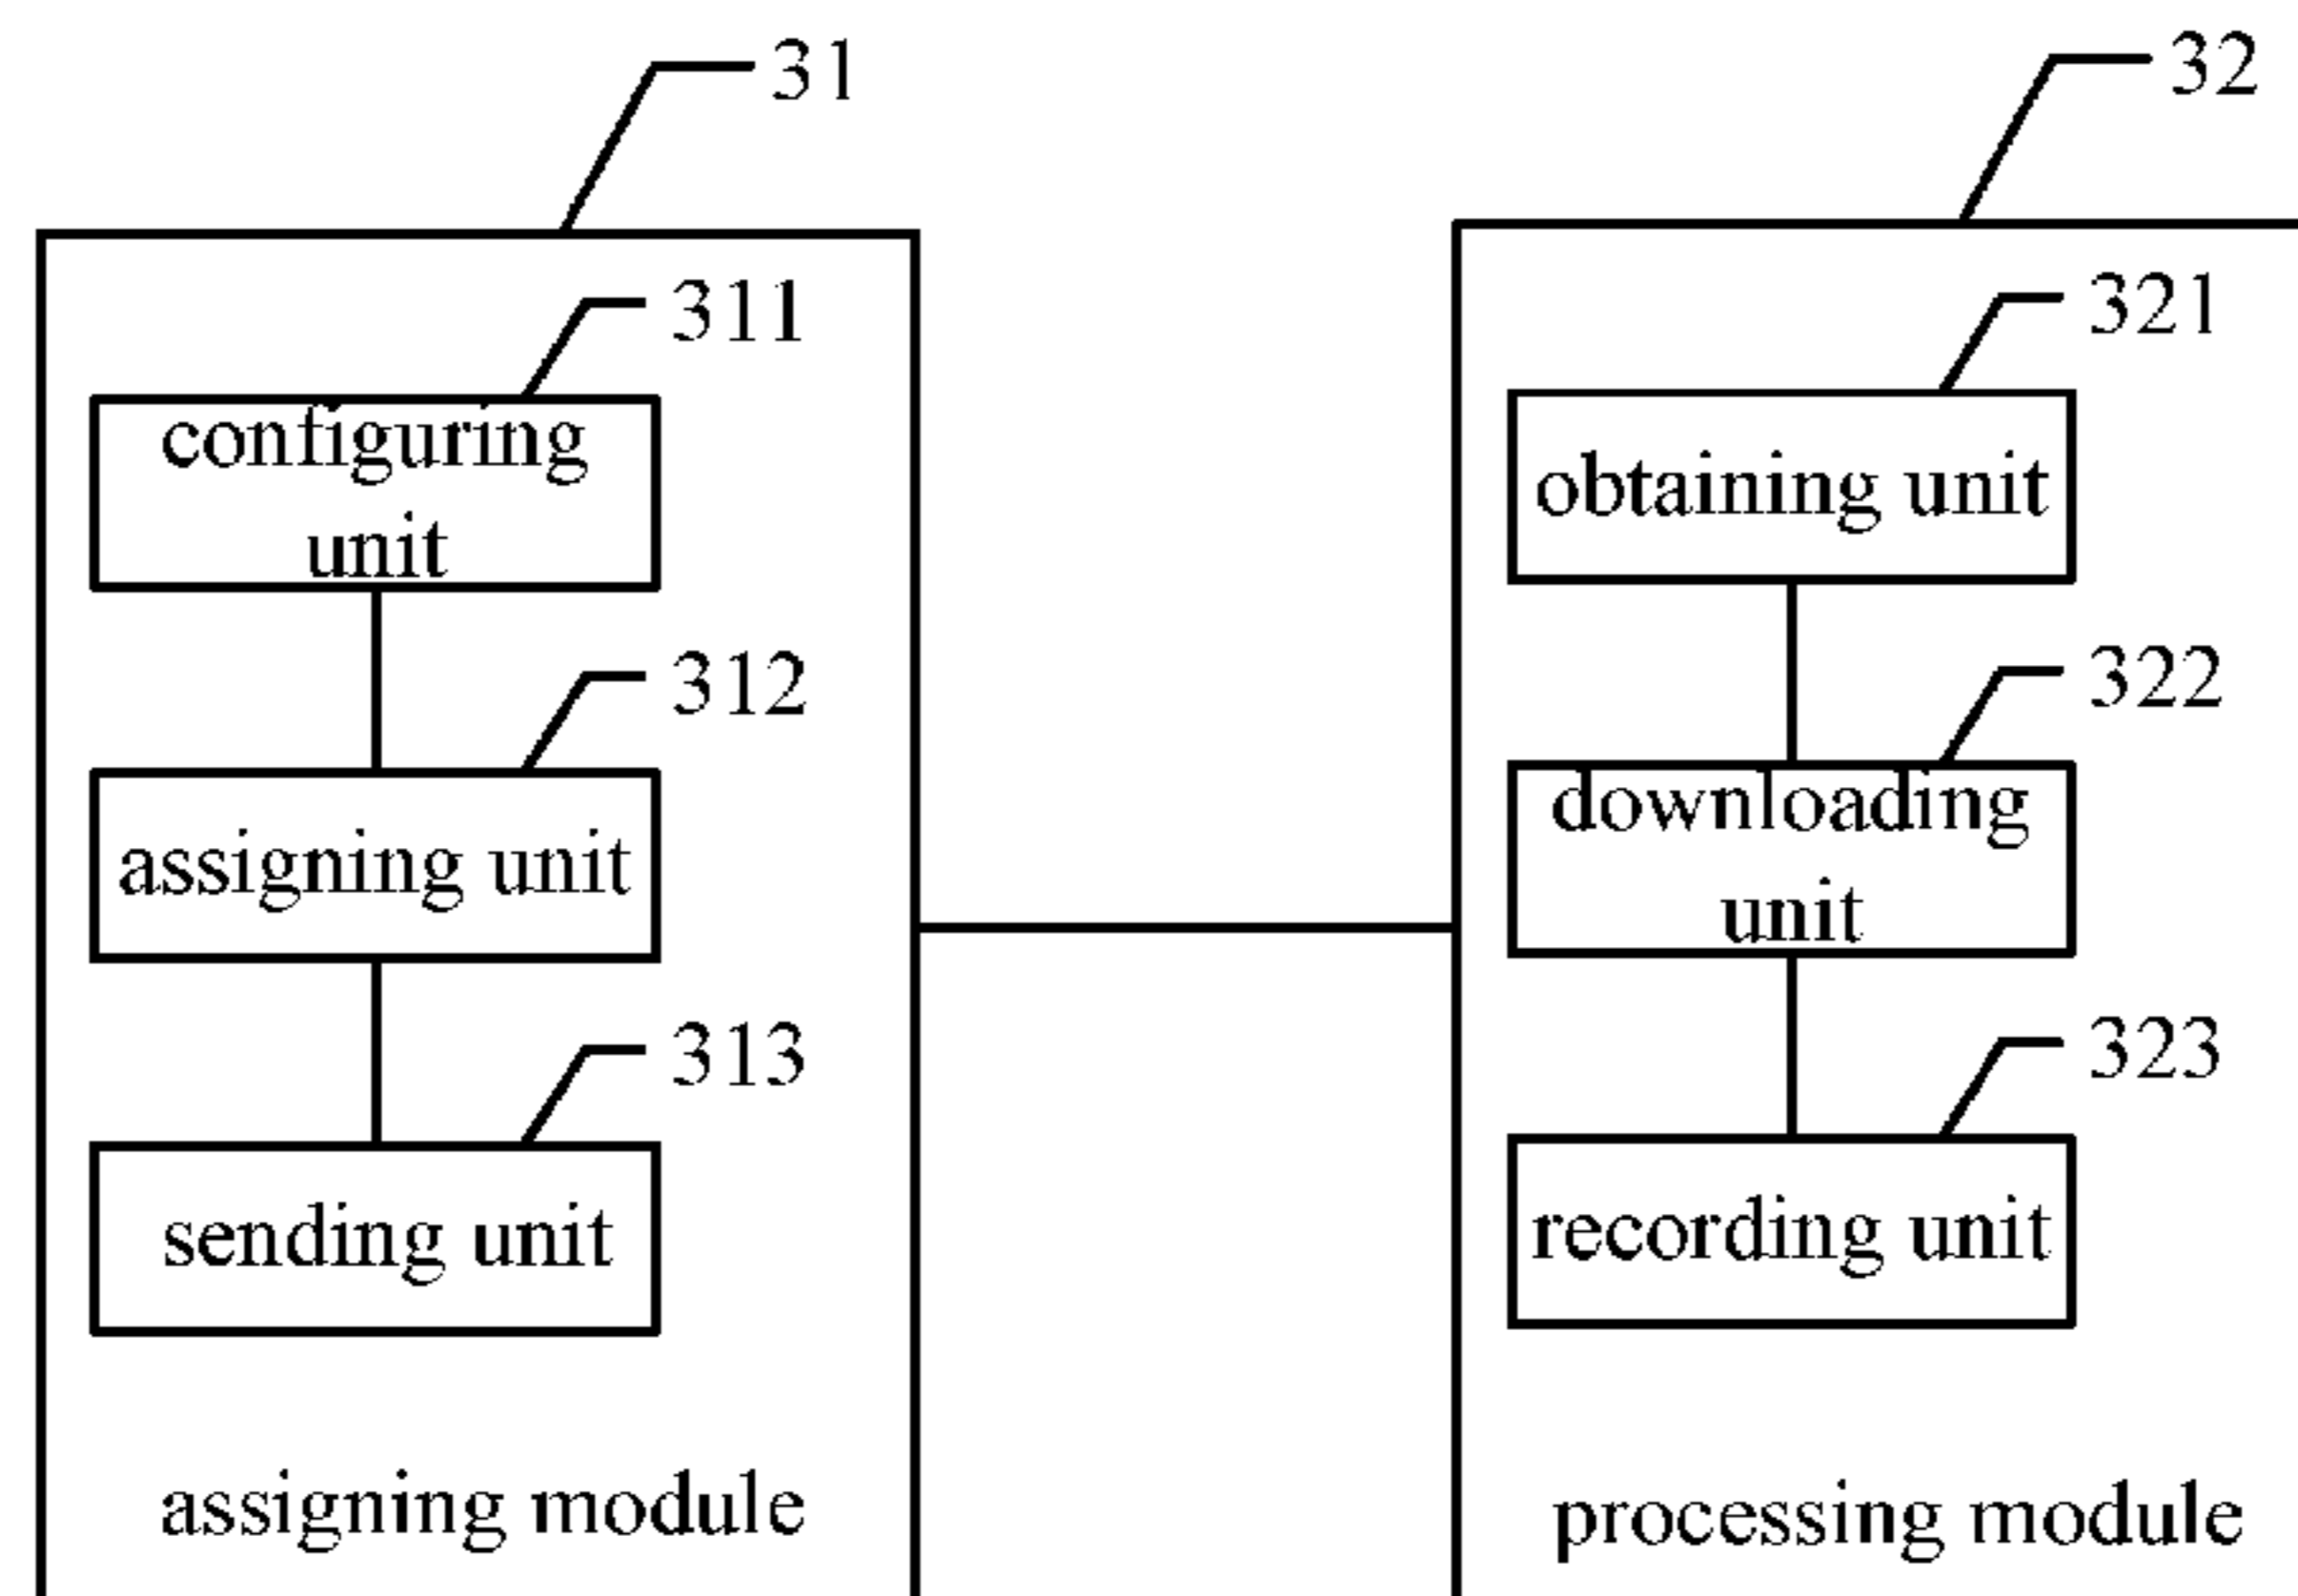 31
311
configuring
unit
312
assigning unit
313
sending unit
assigning module
32
321
obtaining unit
322
downloading
unit
323
recording unit
processing module